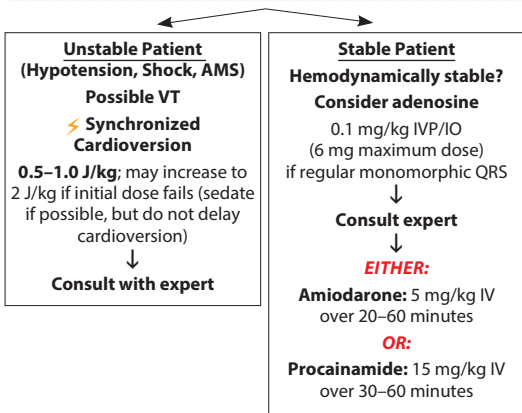 Unstable Patient
(Hypotension, Shock, AMS)
Possible VT
⚡ Synchronized
Cardioversion
0.5–1.0 J/kg; may increase to
2 J/kg if initial dose fails (sedate
if possible, but do not delay
cardioversion)
↓
Consult with expert
Stable Patient
Hemodynamically stable?
Consider adenosine
0.1 mg/kg IVP/IO
(6 mg maximum dose)
if regular monomorphic QRS
↓
Consult expert
↓
EITHER:
Amiodarone: 5 mg/kg IV
over 20–60 minutes
OR:
Procainamide: 15 mg/kg IV
over 30–60 minutes